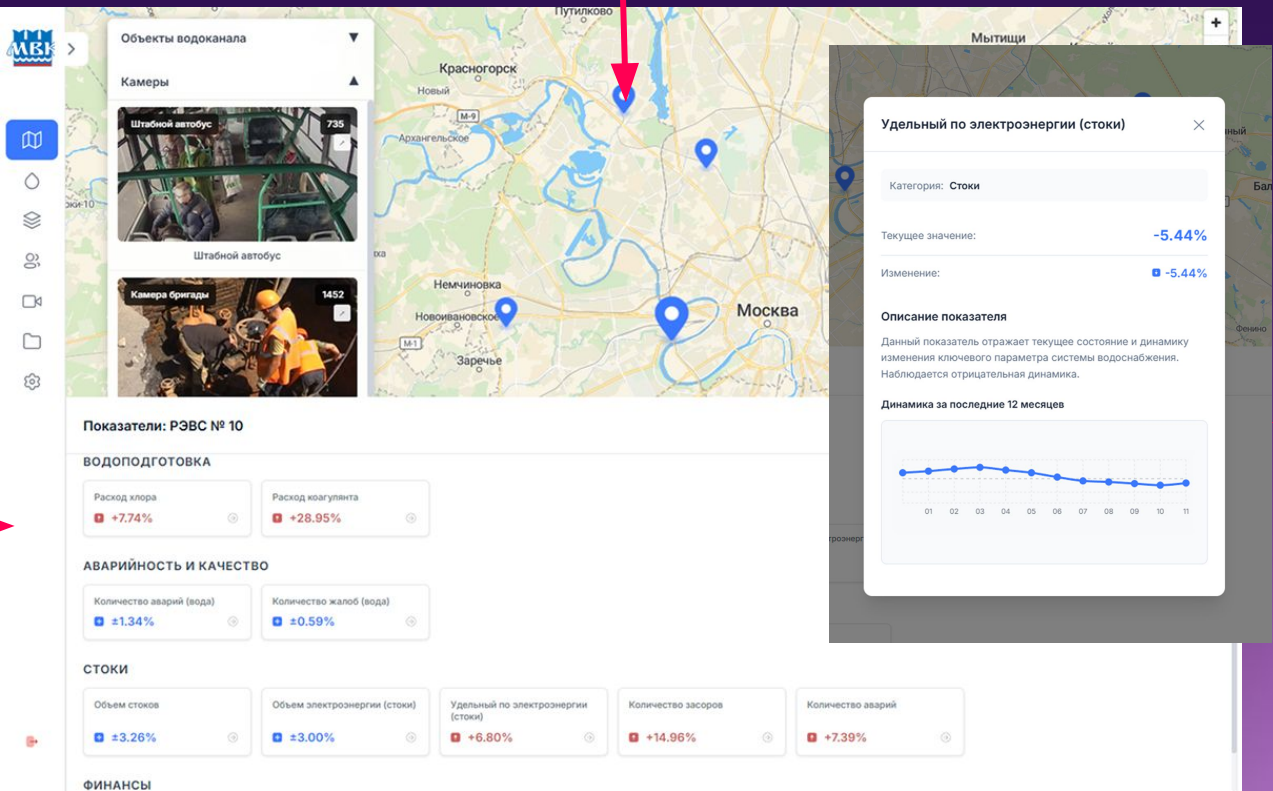 МВК
Объекты водоканала
Камеры
Штабной автобус
735
Штабной автобус
Камера бригады
1452
Путилково
Мытищи
+
Красногорск
Новый
М-9
Архангельское
Немчиновка
Новоивановское
М-1
Заречье
Москва
Показатели: РЭВС № 10
ВОДОПОДГОТОВКА
Расход хлора
+7.74%
Расход коагулянта
+28.95%
АВАРИЙНОСТЬ И КАЧЕСТВО
Количество аварий (вода)
±1.34%
Количество жалоб (вода)
±0.59%
СТОКИ
Объем стоков
±3.26%
Объем электроэнергии (стоки)
±3.00%
Удельный по электроэнергии
(стоки)
+6.80%
Количество засоров
+14.96%
Количество аварий
+7.39%
ФИНАНСЫ
Удельный по электроэнергии (стоки)
Категория: Стоки
Текущее значение: -5.44%
Изменение: -5.44%
Описание показателя
Данный показатель отражает текущее состояние и динамику
изменения ключевого параметра системы водоснабжения.
Наблюдается отрицательная динамика.
Динамика за последние 12 месяцев
01 02 03 04 05 06 07 08 09 10 11
Фенино